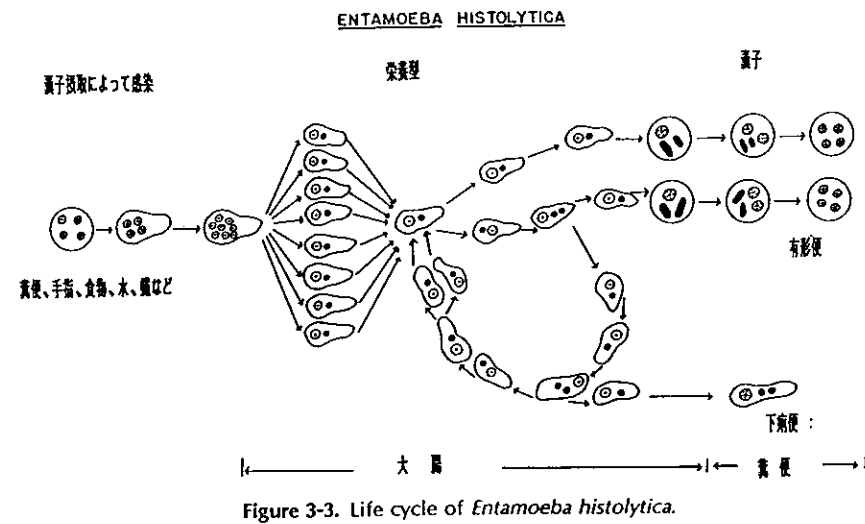 ENTAMOEBA HISTOLYTICA
嚢子摂取によって感染
栄養型
嚢子
糞便、手指、食物、水、蝿など
有形便
下痢便：
大腸
糞便
Figure 3-3. Life cycle of Entamoeba histolytica.